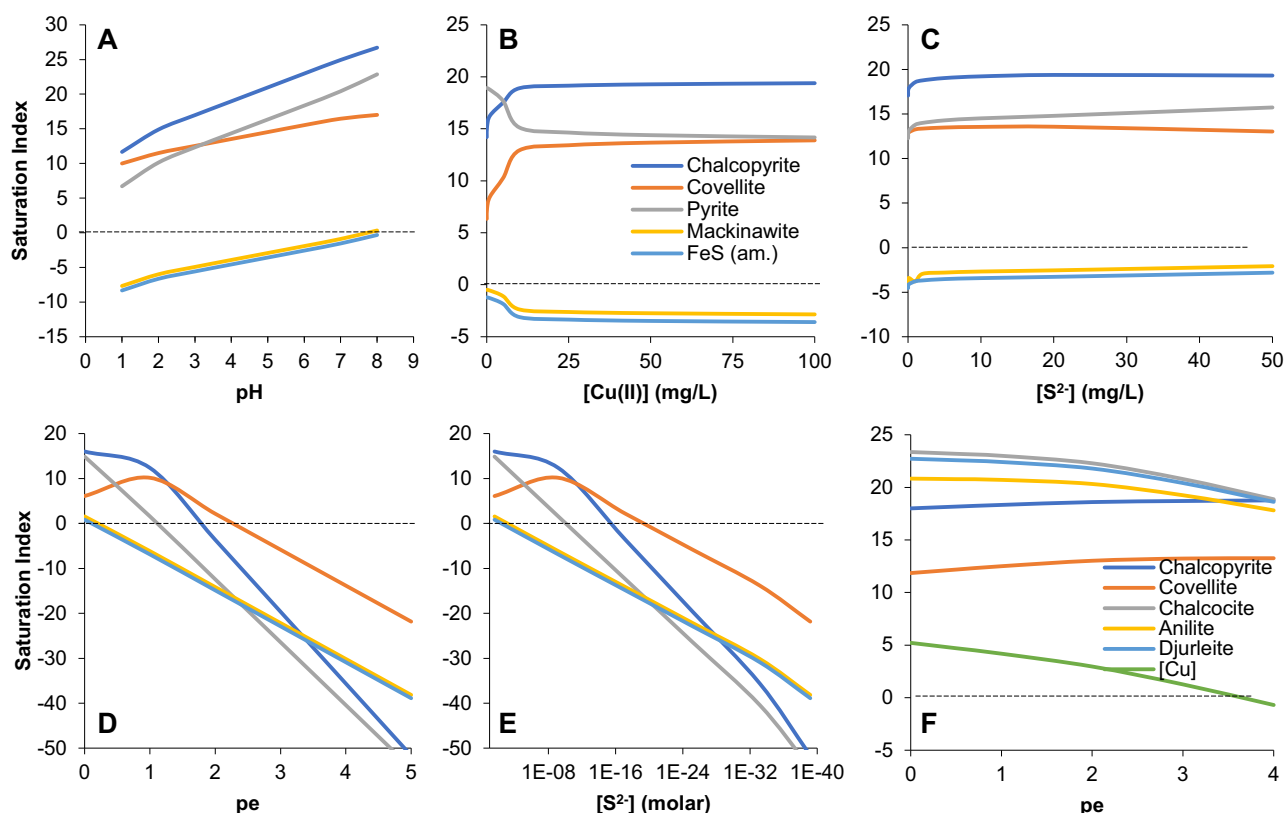 A
Saturation Index
30
25
20
15
10
5
0
-5
-10
-15
0 1 2 3 4 5 6 7 8 9
pH
B
25
20
15
10
5
0
-5
Chalcopyrite
Covellite
Pyrite
Mackinawite
FeS (am.)
0 25 50 75 100
[Cu(II)] (mg/L)
C
25
20
15
10
5
0
-5
-10
0 10 20 30 40 50
[S²⁻] (mg/L)
Saturation Index
20
10
0
-10
-20
-30
-40
-50
D
0 1 2 3 4 5
pe
20
10
0
-10
-20
-30
-40
-50
E
1E-08 1E-16 1E-24 1E-32 1E-40
[S²⁻] (molar)
25
20
15
10
5
0
-5
Chalcopyrite
Covellite
Chalcocite
Anilite
Djurleite
[Cu]
F
0 1 2 3 4
pe